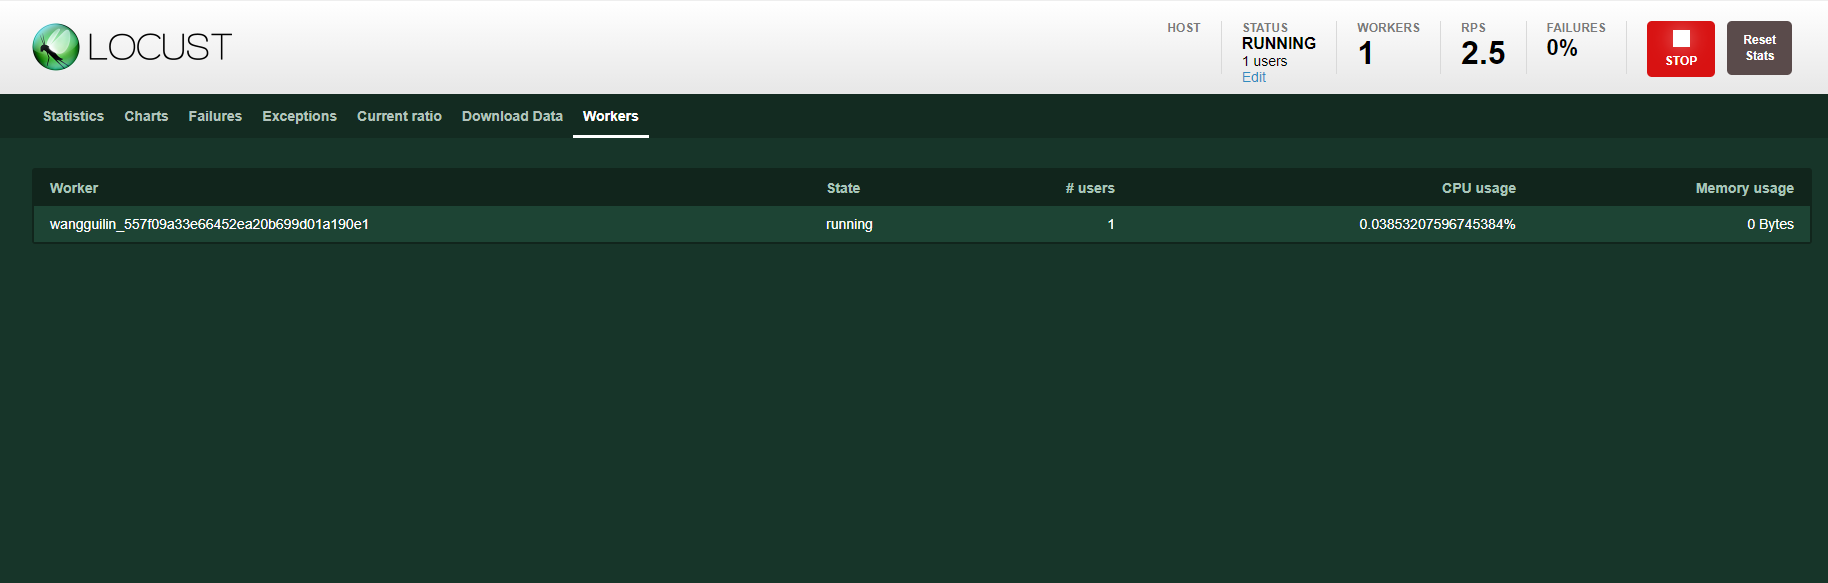 LOCUST
HOST
STATUS
RUNNING
1 users
Edit
WORKERS
1
RPS
2.5
FAILURES
0%
STOP
Reset
Stats
Statistics Charts Failures Exceptions Current ratio Download Data Workers
Worker State # users CPU usage Memory usage
wangguilin_557f09a33e66452ea20b699d01a190e1 running 1 0.0385320759674538​4% 0 Bytes